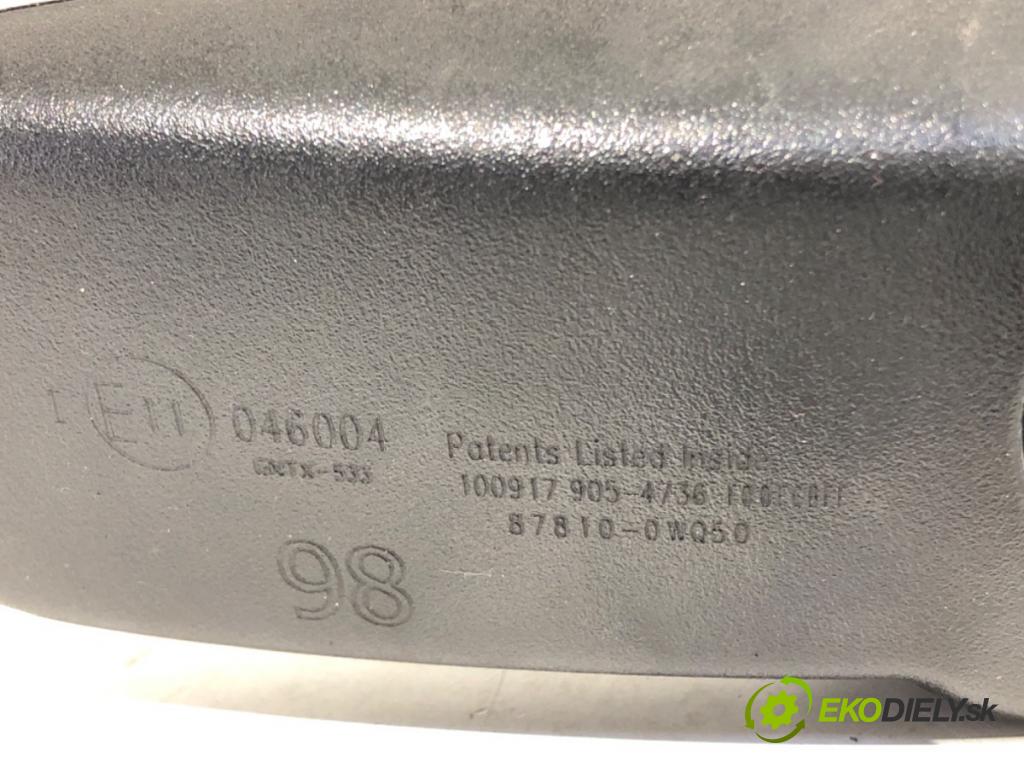 I E11 046004
GNTX-533
Patents Listed Inside
100917 905-4736
87810-0WQ50
98
EKODIELY.sk